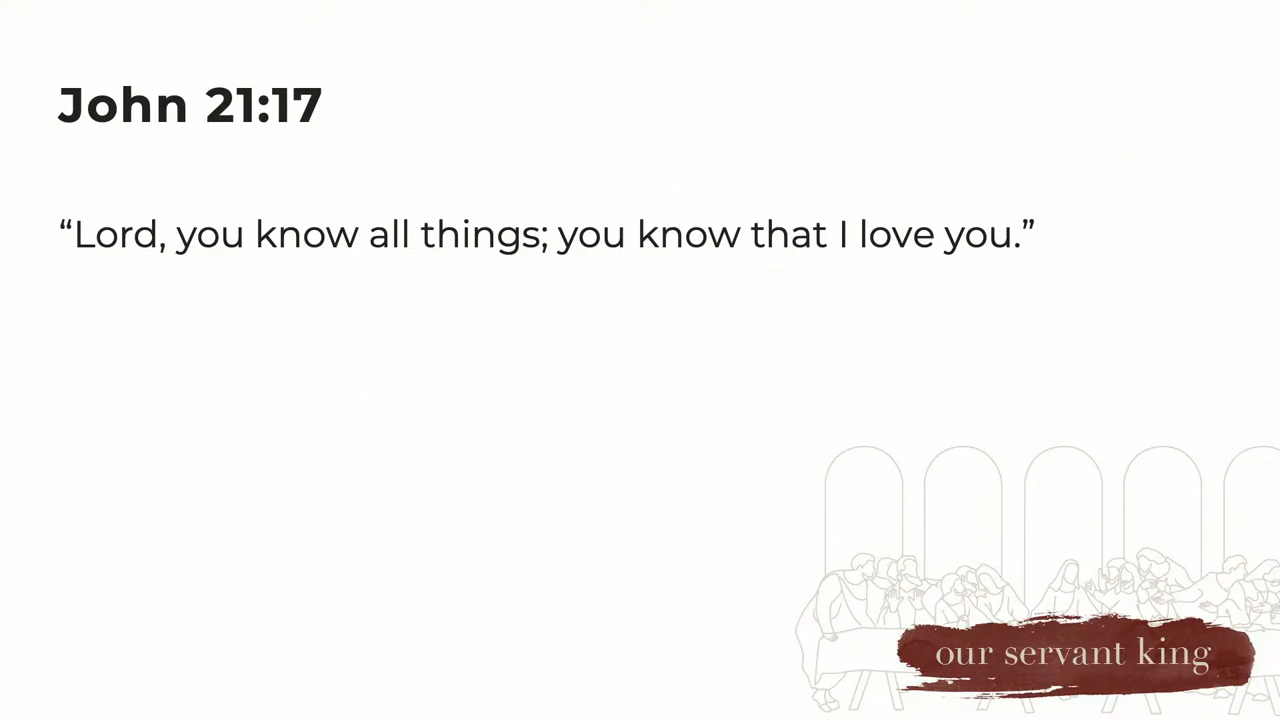 John 21:17
“Lord, you know all things; you know that I love you.”
our servant king